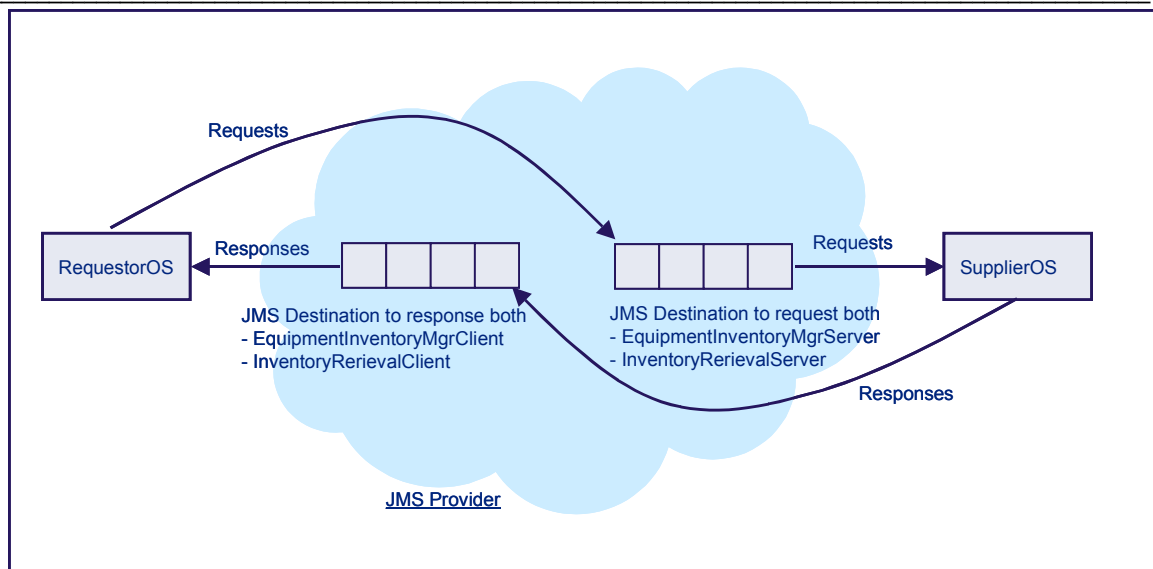 Requests
Responses
Requests
RequestorOS
SupplierOS
JMS Destination to response both
- EquipmentInventoryMgrClient
- InventoryRerievalClient
JMS Destination to request both
- EquipmentInventoryMgrServer
- InventoryRerievalServer
Responses
JMS Provider